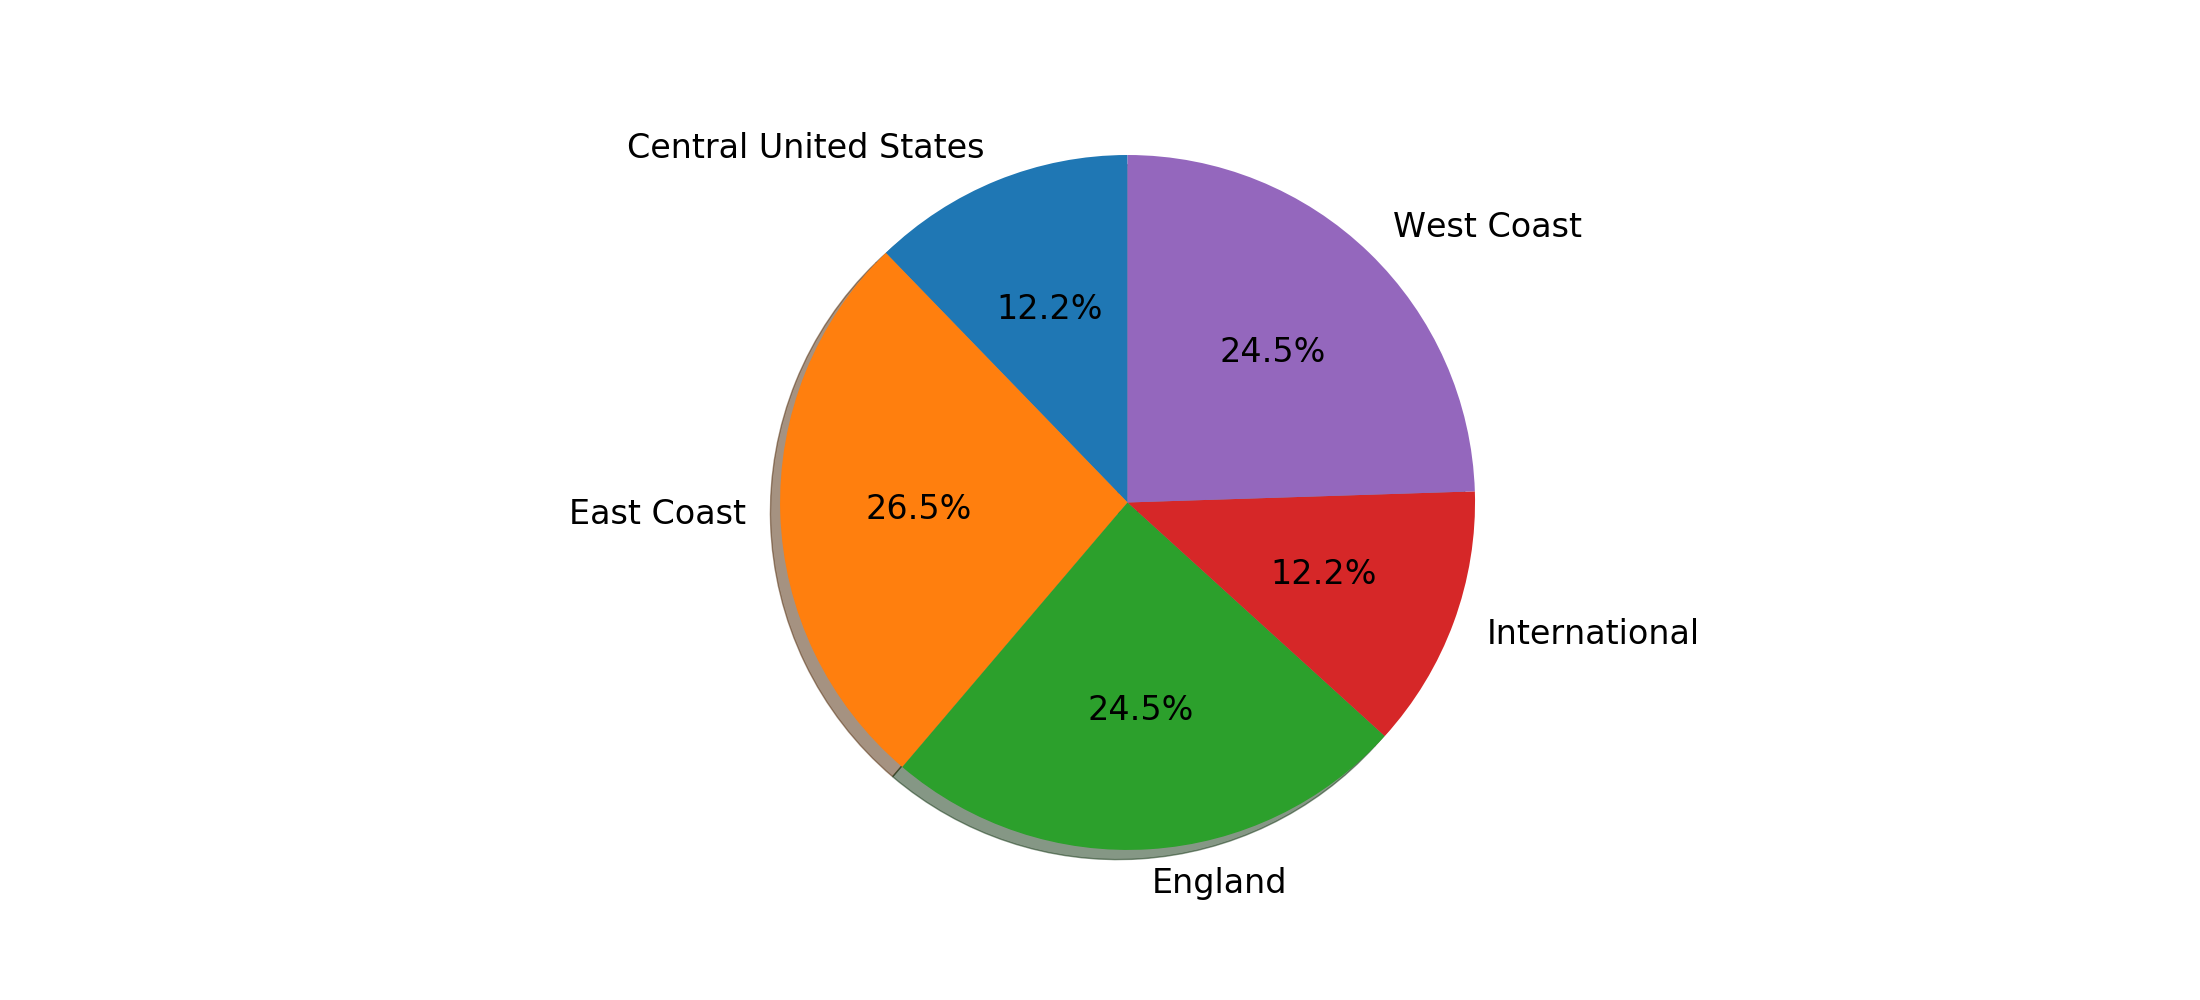 Central United States
West Coast
12.2%
24.5%
East Coast
26.5%
12.2%
International
24.5%
England